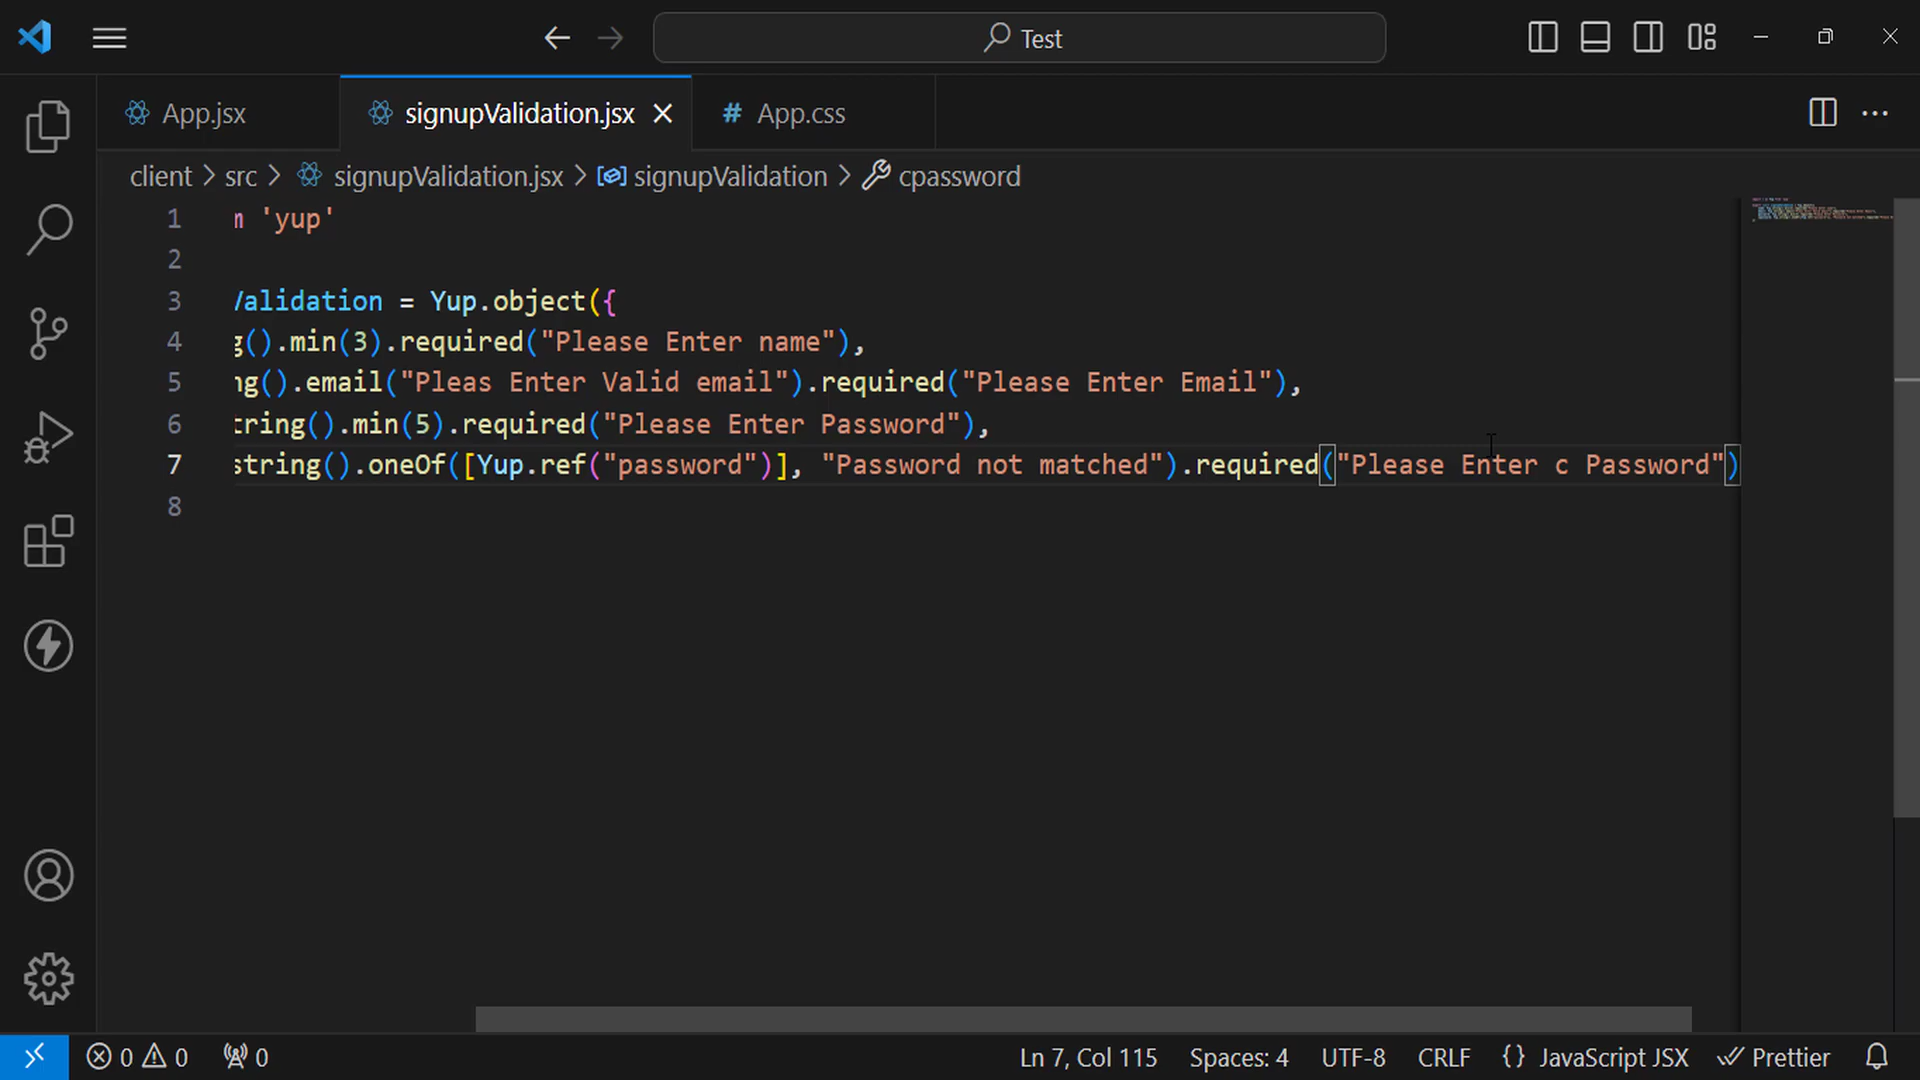 Test
App.jsx
signupValidation.jsx
# App.css
client > src > signupValidation.jsx > signupValidation > cpassword
1 m 'yup'
2
3 Validation = Yup.object({
4 g().min(3).required("Please Enter name"),
5 ng().email("Pleas Enter Valid email").required("Please Enter Email"),
6 tring().min(5).required("Please Enter Password"),
7 string().oneOf([Yup.ref("password")], "Password not matched").required("Please Enter c Password")
8
0 0 0 Ln 7, Col 115 Spaces: 4 UTF-8 CRLF {} JavaScript JSX Prettier